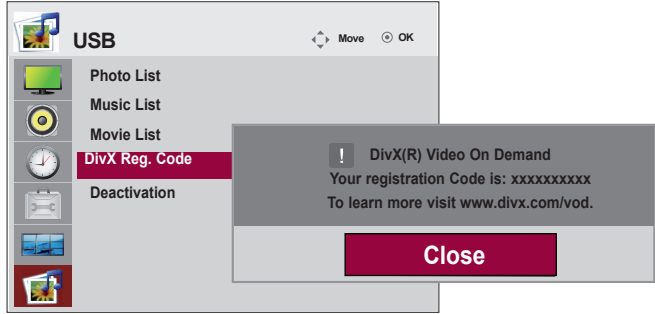 USB
Move
OK
Photo List
Music List
Movie List
DivX Reg. Code
Deactivation
! DivX(R) Video On Demand
Your registration Code is: xxxxxxxxxx
To learn more visit www.divx.com/vod.
Close